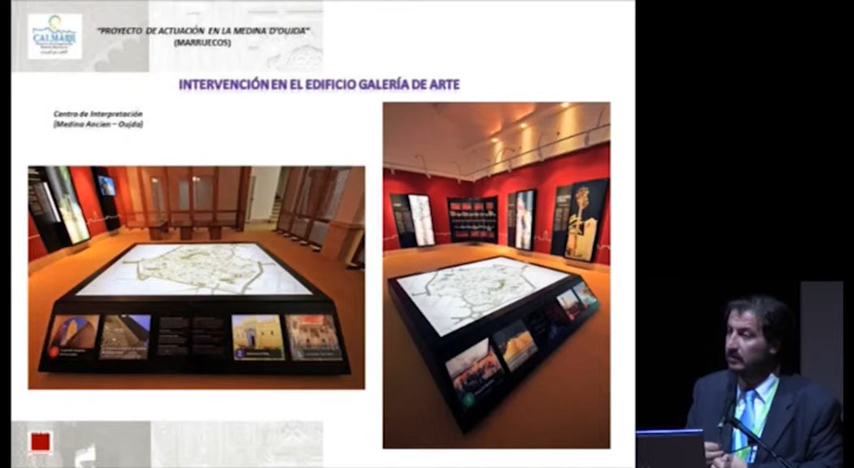 CALMARR
"PROYECTO DE ACTUACIÓN EN LA MEDINA D'OUJDA"
(MARRUECOS)
INTERVENCIÓN EN EL EDIFICIO GALERÍA DE ARTE
Centro de Interpretación
(Medina Ancien – Oujda)